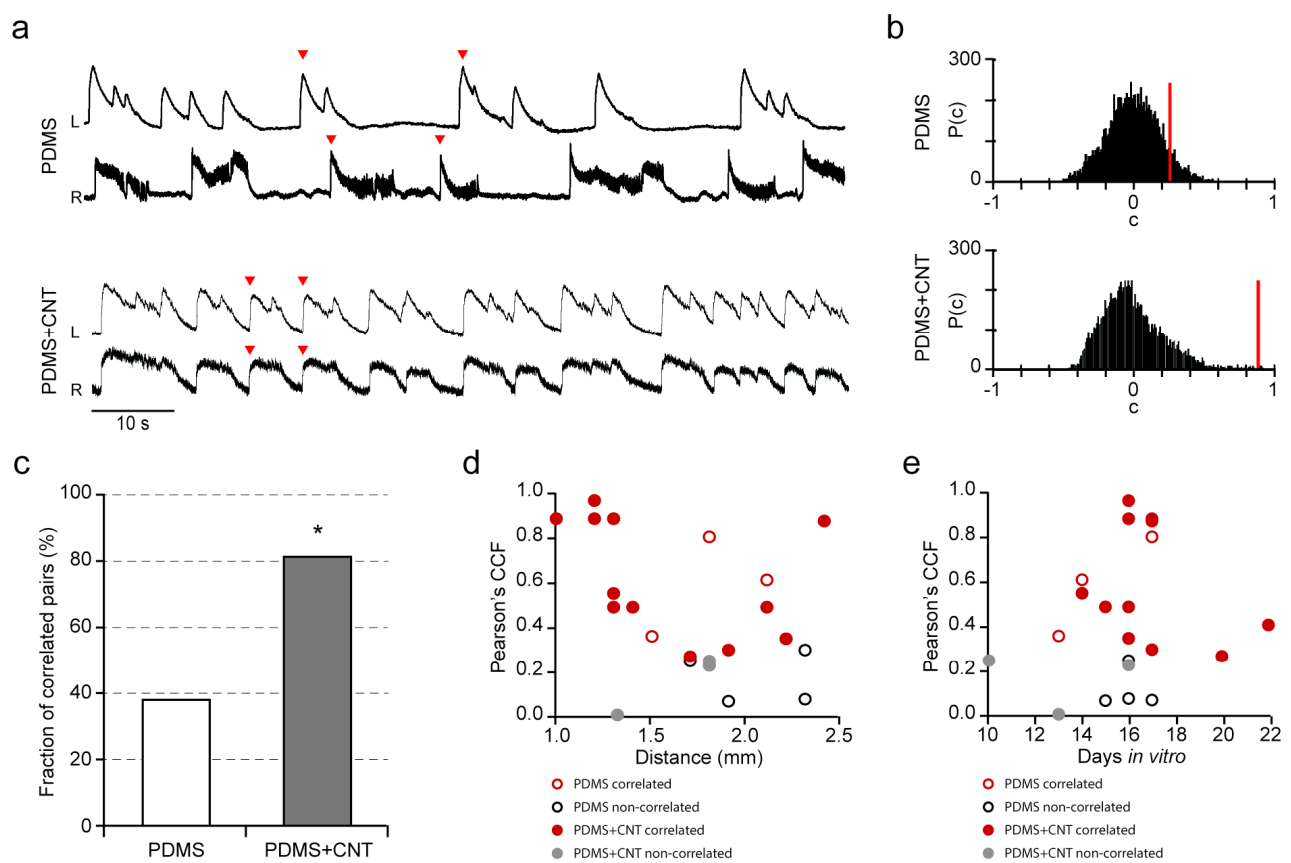 a
PDMS
L
R
PDMS+CNT
L
R
10 s
b
PDMS
P(c)
300
0
-1 0 1
c
PDMS+CNT
P(c)
300
0
-1 0 1
c
c
Fraction of correlated pairs (%)
100
80
60
40
20
0
*
PDMS PDMS+CNT
d
Pearson's CCF
1.0
0.8
0.6
0.4
0.2
0.0
1.0 1.5 2.0 2.5
Distance (mm)
PDMS correlated
PDMS non-correlated
PDMS+CNT correlated
PDMS+CNT non-correlated
e
Pearson's CCF
1.0
0.8
0.6
0.4
0.2
0.0
10 12 14 16 18 20 22
Days in vitro
PDMS correlated
PDMS non-correlated
PDMS+CNT correlated
PDMS+CNT non-correlated